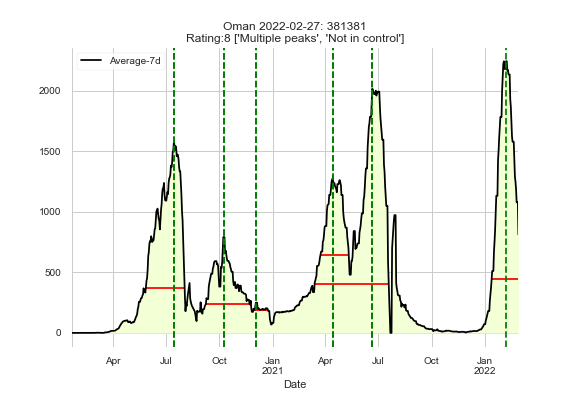 Oman 2022-02-27: 381381
Rating:8 ['Multiple peaks', 'Not in control']
Average-7d
2000
1500
1000
500
0
Apr Jul Oct Jan Apr Jul Oct Jan
2021 2022
Date